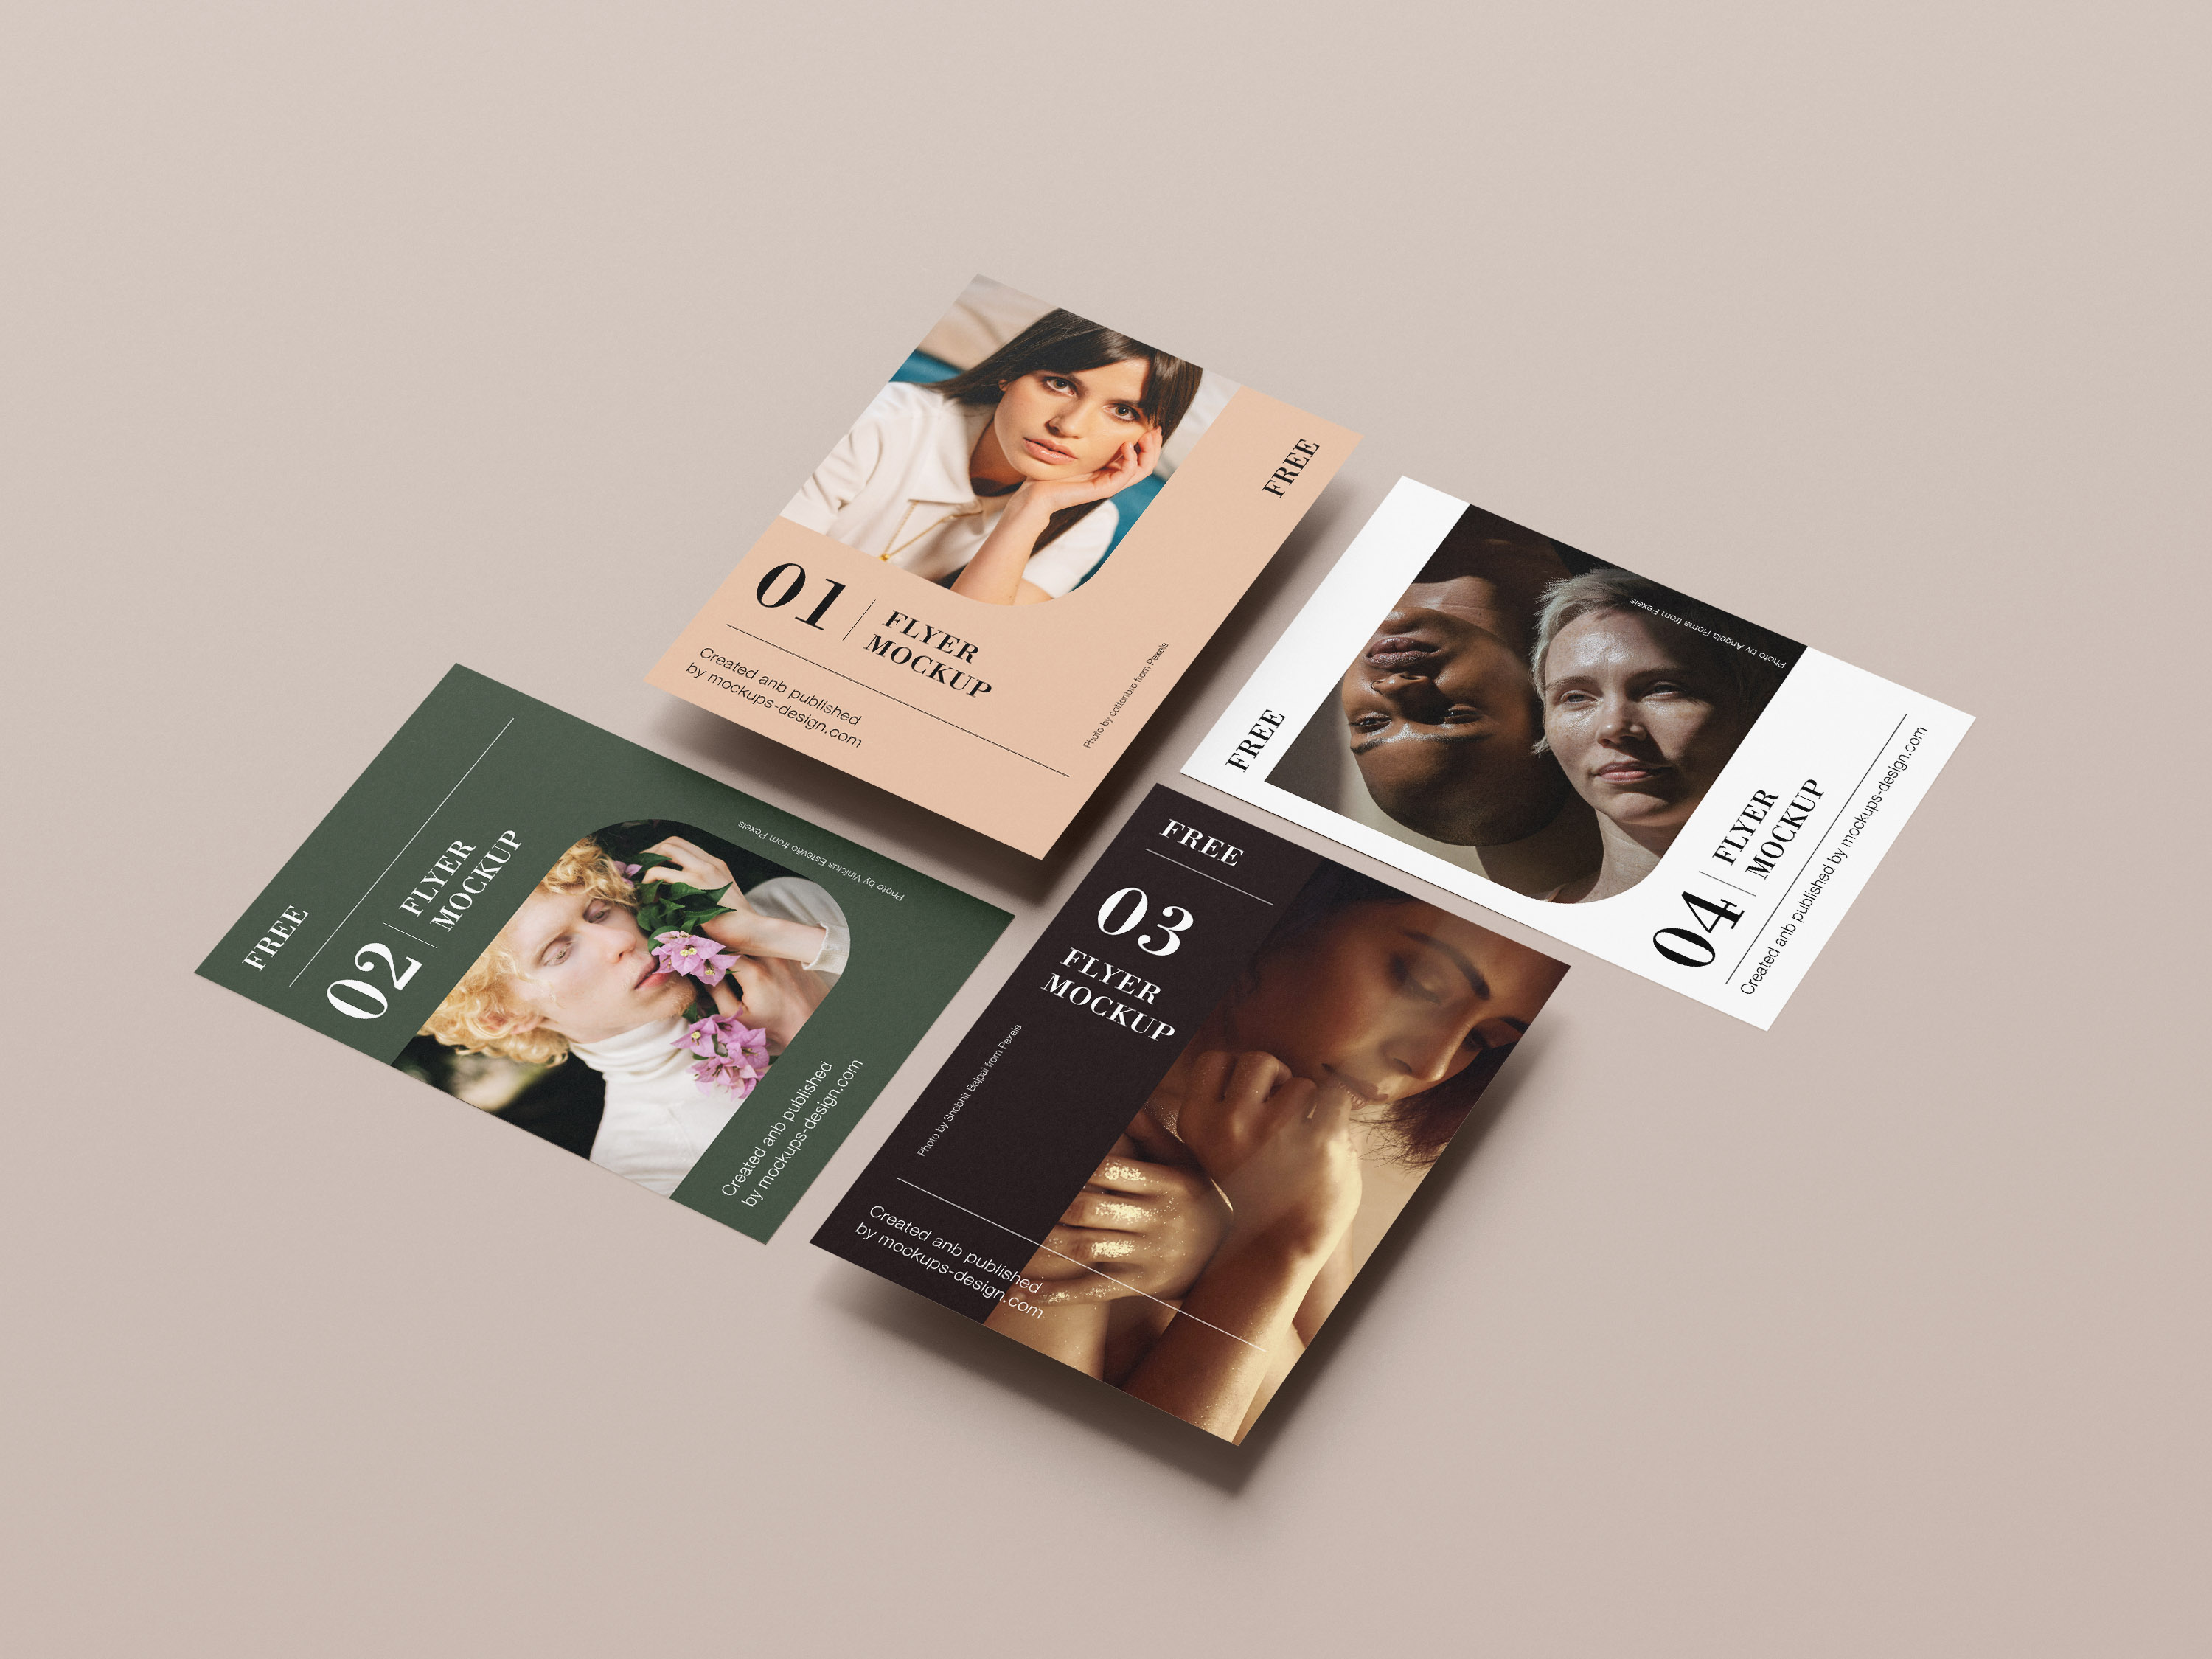 01
FLYER
MOCKUP
Created anb published
by mockups-design.com
FREE
Photo by cottonbro from Pexels
FREE
02
FLYER
MOCKUP
Photo by Vinicius Estevão from Pexels
Created anb published
by mockups-design.com
FREE
03
FLYER
MOCKUP
Photo by Shobhit Bajpai from Pexels
Created anb published
by mockups-design.com
FREE
Photo by Angela Roma from Pexels
04
FLYER
MOCKUP
Created anb published by mockups-design.com